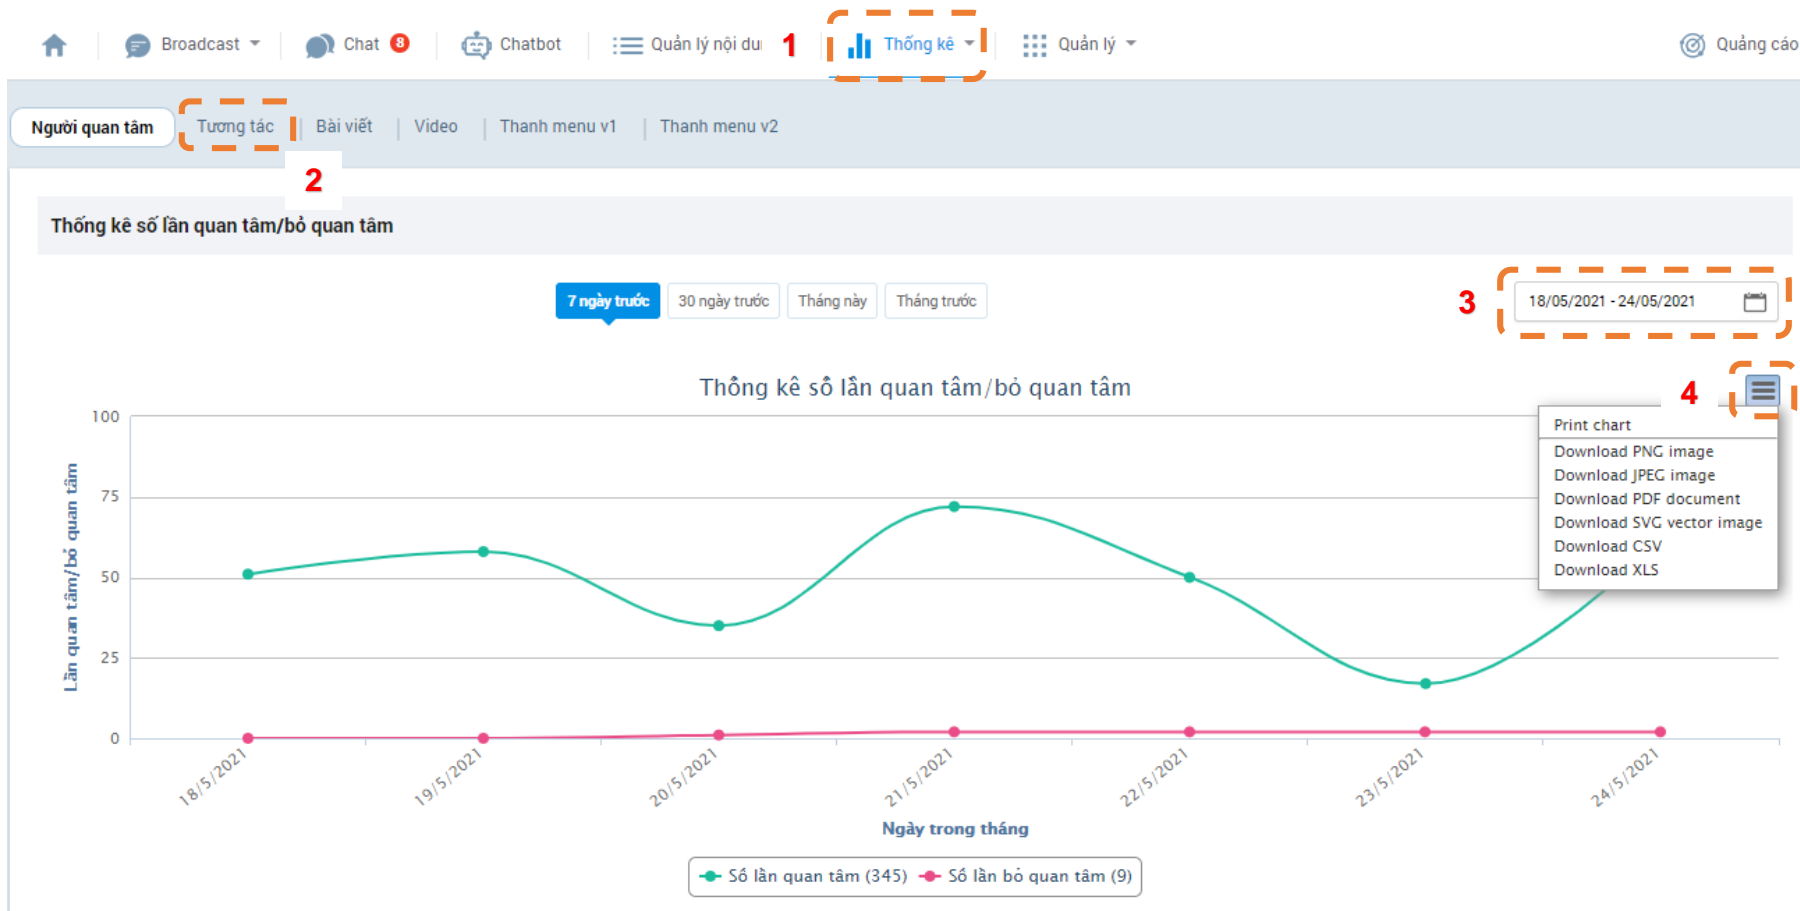 Broadcast
Chat 8
Chatbot
Quản lý nội du
1
Thống kê
Quản lý
Quảng cáo
Người quan tâm
Tương tác
Bài viết
Video
Thanh menu v1
Thanh menu v2
2
Thống kê số lần quan tâm/bỏ quan tâm
7 ngày trước
30 ngày trước
Tháng này
Tháng trước
3
18/05/2021 - 24/05/2021
Thống kê số lần quan tâm/bỏ quan tâm
4
Print chart
Download PNG image
Download JPEG image
Download PDF document
Download SVG vector image
Download CSV
Download XLS
Lần quan tâm/bỏ quan tâm
100
75
50
25
0
18/5/2021
19/5/2021
20/5/2021
21/5/2021
22/5/2021
23/5/2021
24/5/2021
Ngày trong tháng
Số lần quan tâm (345)
Số lần bỏ quan tâm (9)